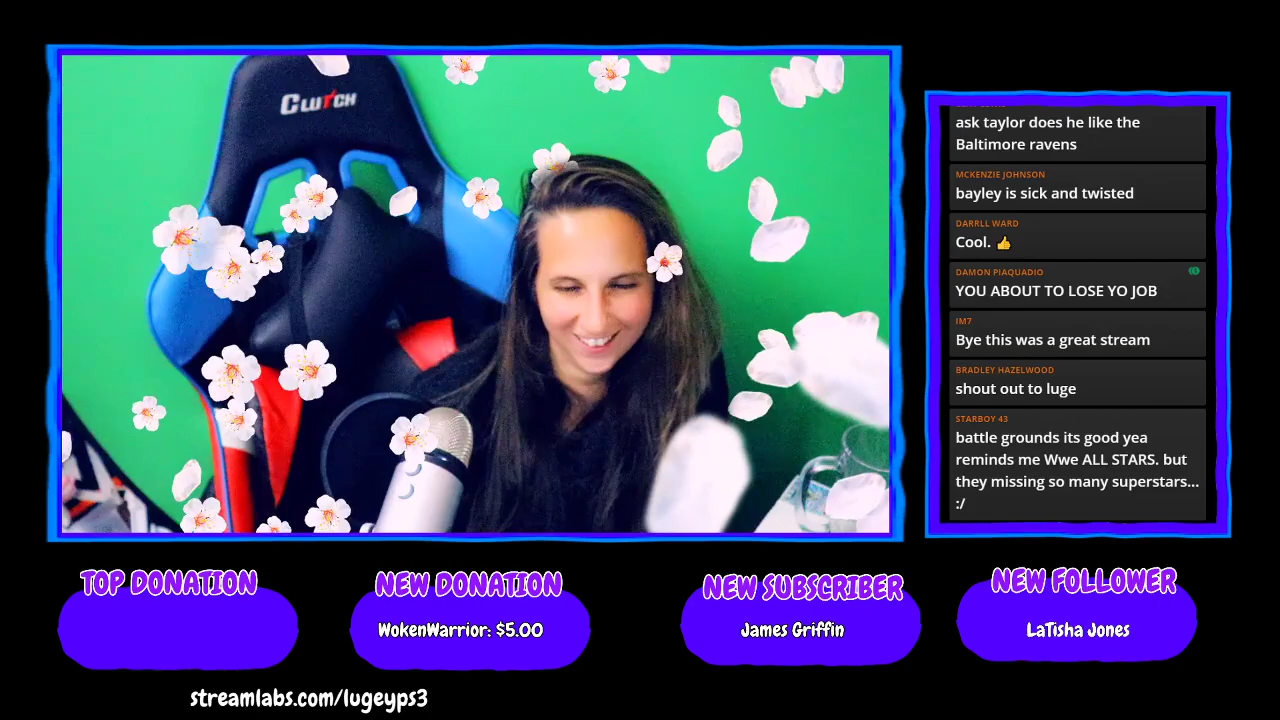 CLUTCH
ask taylor does he like the
Baltimore ravens
MCKENZIE JOHNSON
bayley is sick and twisted
DARRLL WARD
Cool. 👍
DAMON PIAQUADIO
YOU ABOUT TO LOSE YO JOB
IM7
Bye this was a great stream
BRADLEY HAZELWOOD
shout out to luge
STARBOY 43
battle grounds its good yea
reminds me Wwe ALL STARS. but
they missing so many superstars...
:/
TOP DONATION
NEW DONATION
WokenWarrior: $5.00
NEW SUBSCRIBER
James Griffin
NEW FOLLOWER
LaTisha Jones
streamlabs.com/lugeyps3